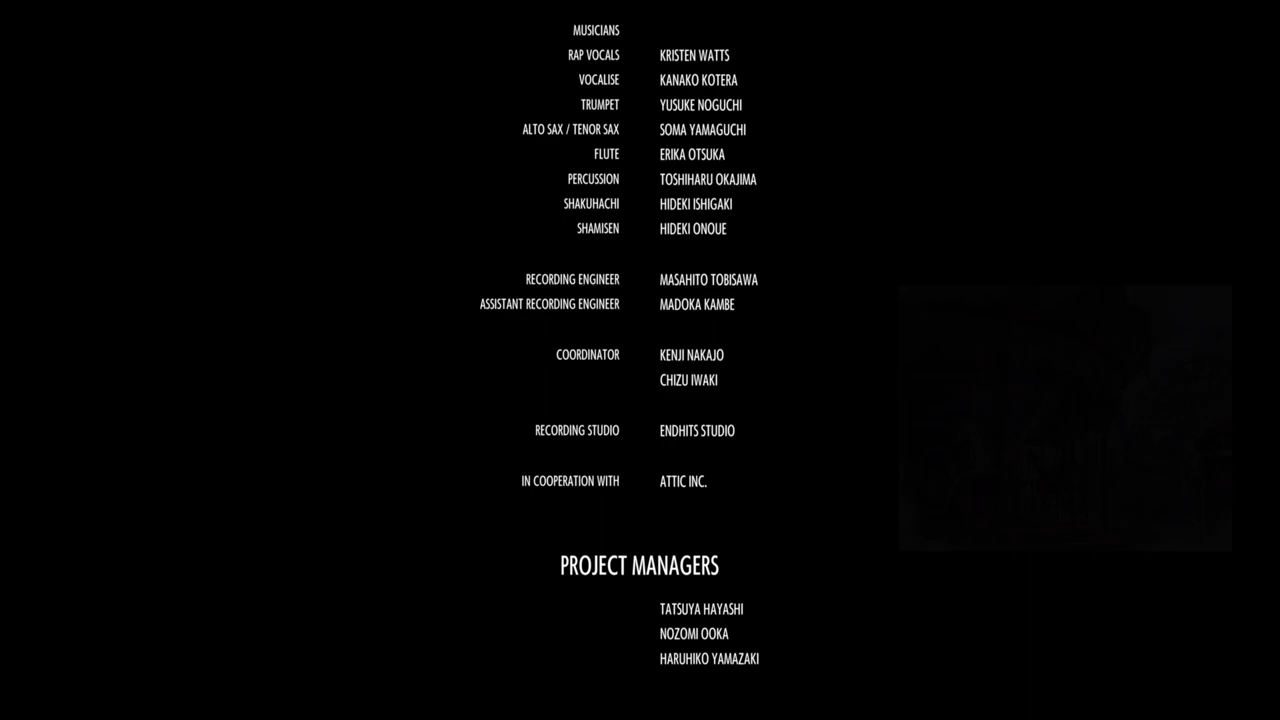 MUSICIANS
RAP VOCALS KRISTEN WATTS
VOCALISE KANAKO KOTERA
TRUMPET YUSUKE NOGUCHI
ALTO SAX / TENOR SAX SOMA YAMAGUCHI
FLUTE ERIKA OTSUKA
PERCUSSION TOSHIHARU OKAJIMA
SHAKUHACHI HIDEKI ISHIGAKI
SHAMISEN HIDEKI ONOUE
RECORDING ENGINEER MASAHITO TOBISAWA
ASSISTANT RECORDING ENGINEER MADOKA KAMBE
COORDINATOR KENJI NAKAJO
CHIZU IWAKI
RECORDING STUDIO ENDHITS STUDIO
IN COOPERATION WITH ATTIC INC.
PROJECT MANAGERS
TATSUYA HAYASHI
NOZOMI OOKA
HARUHIKO YAMAZAKI